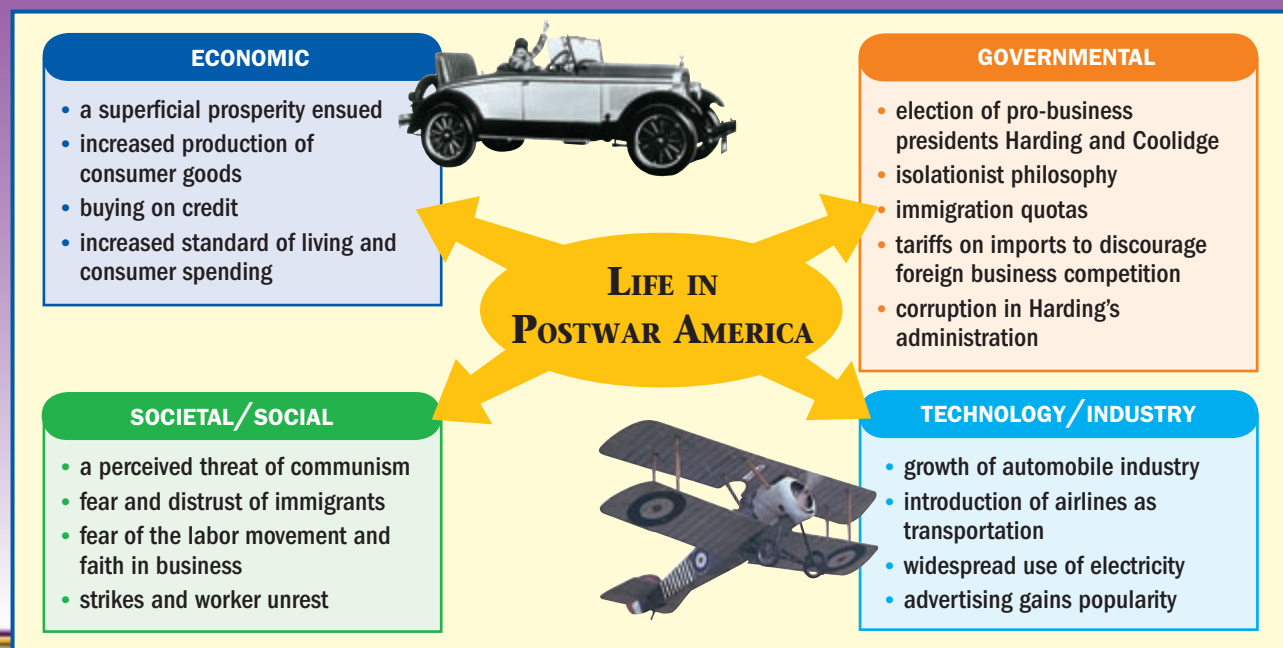 ECONOMIC
• a superficial prosperity ensued
• increased production of
consumer goods
• buying on credit
• increased standard of living and
consumer spending
GOVERNMENTAL
• election of pro-business
presidents Harding and Coolidge
• isolationist philosophy
• immigration quotas
• tariffs on imports to discourage
foreign business competition
• corruption in Harding’s
administration
LIFE IN
POSTWAR AMERICA
SOCIETAL/SOCIAL
• a perceived threat of communism
• fear and distrust of immigrants
• fear of the labor movement and
faith in business
• strikes and worker unrest
TECHNOLOGY/INDUSTRY
• growth of automobile industry
• introduction of airlines as
transportation
• widespread use of electricity
• advertising gains popularity